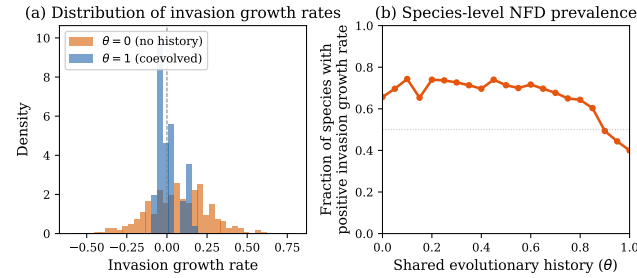 (a) Distribution of invasion growth rates
θ = 0 (no history)
θ = 1 (coevolved)
Density
10
8
6
4
2
0
−0.50 −0.25 0.00 0.25 0.50 0.75
Invasion growth rate
(b) Species-level NFD prevalence
Fraction of species with
positive invasion growth rate
1.0
0.8
0.6
0.4
0.2
0.0
0.0 0.2 0.4 0.6 0.8 1.0
Shared evolutionary history (θ)